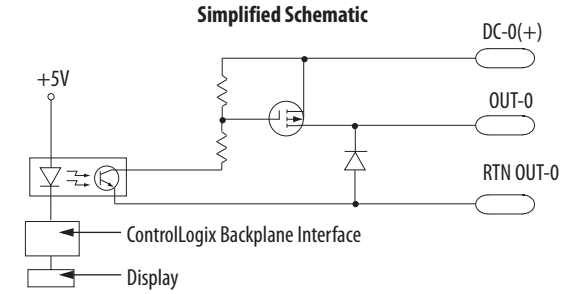 Simplified Schematic
DC-0(+)
+5V
OUT-0
RTN OUT-0
ControlLogix Backplane Interface
Display